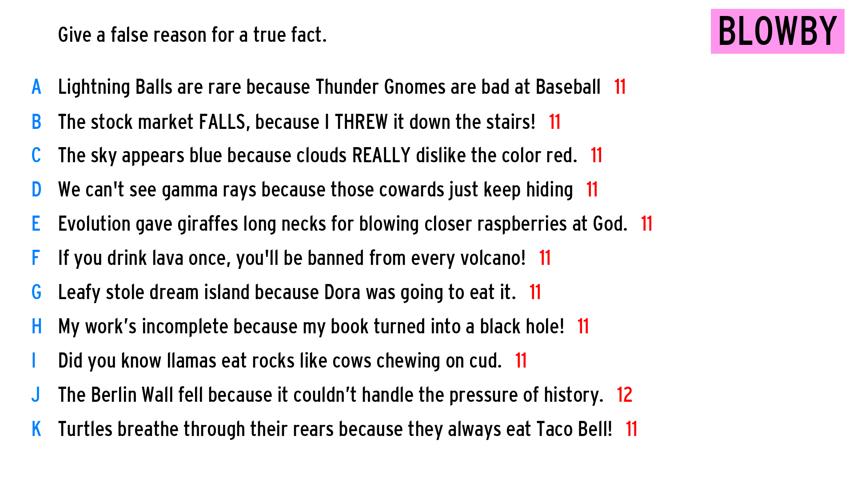 Give a false reason for a true fact.
BLOWBY
A Lightning Balls are rare because Thunder Gnomes are bad at Baseball 11
B The stock market FALLS, because I THREW it down the stairs! 11
C The sky appears blue because clouds REALLY dislike the color red. 11
D We can't see gamma rays because those cowards just keep hiding 11
E Evolution gave giraffes long necks for blowing closer raspberries at God. 11
F If you drink lava once, you'll be banned from every volcano! 11
G Leafy stole dream island because Dora was going to eat it. 11
H My work’s incomplete because my book turned into a black hole! 11
I Did you know llamas eat rocks like cows chewing on cud. 11
J The Berlin Wall fell because it couldn’t handle the pressure of history. 12
K Turtles breathe through their rears because they always eat Taco Bell! 11